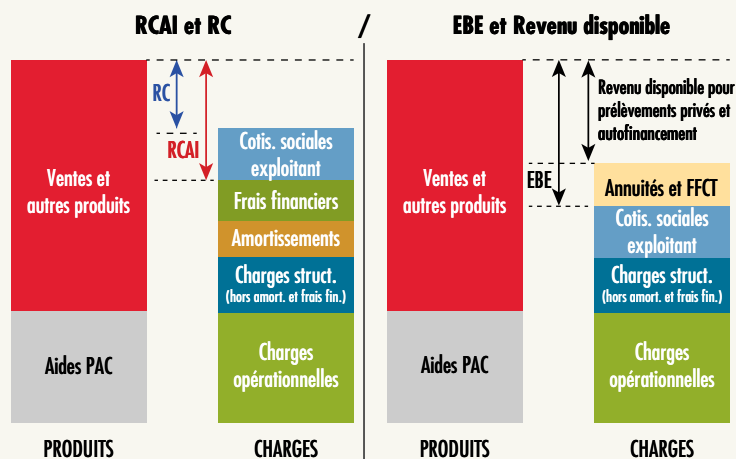 RCAI et RC
/
EBE et Revenu disponible
RC
RCAI
Ventes et
autres produits
Aides PAC
Cotis. sociales
exploitant
Frais financiers
Amortissements
Charges struct.
(hors amort. et frais fin.)
Charges
opérationnelles
PRODUITS
CHARGES
Revenu disponible pour
prélèvements privés et
autofinancement
EBE
Ventes et
autres produits
Aides PAC
Annuités et FFCT
Cotis. sociales
exploitant
Charges struct.
(hors amort. et frais fin.)
Charges
opérationnelles
PRODUITS
CHARGES